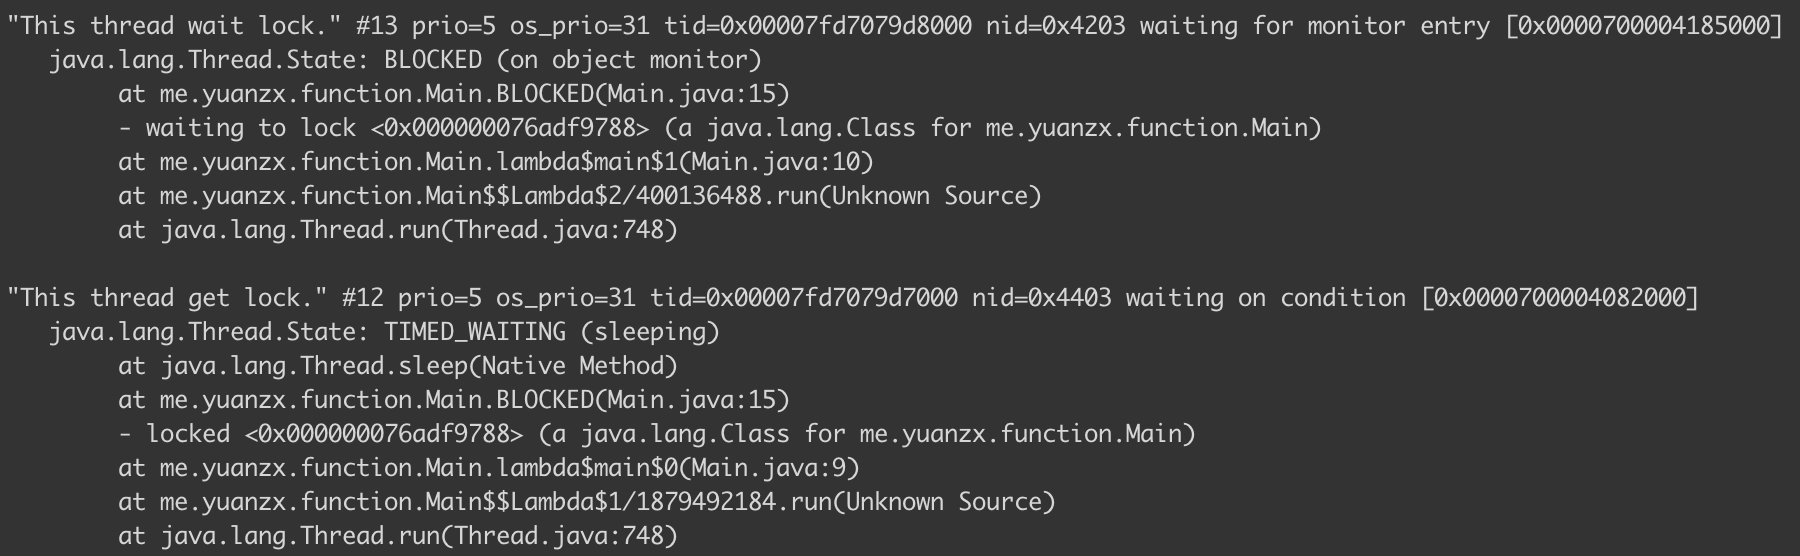 "This thread wait lock." #13 prio=5 os_prio=31 tid=0x00007fd7079d8000 nid=0x4203 waiting for monitor entry [0x0000700004185000]
   java.lang.Thread.State: BLOCKED (on object monitor)
        at me.yuanzx.function.Main.BLOCKED(Main.java:15)
        - waiting to lock <0x000000076adf9788> (a java.lang.Class for me.yuanzx.function.Main)
        at me.yuanzx.function.Main.lambda$main$1(Main.java:10)
        at me.yuanzx.function.Main$$Lambda$2/400136488.run(Unknown Source)
        at java.lang.Thread.run(Thread.java:748)

"This thread get lock." #12 prio=5 os_prio=31 tid=0x00007fd7079d7000 nid=0x4403 waiting on condition [0x0000700004082000]
   java.lang.Thread.State: TIMED_WAITING (sleeping)
        at java.lang.Thread.sleep(Native Method)
        at me.yuanzx.function.Main.BLOCKED(Main.java:15)
        - locked <0x000000076adf9788> (a java.lang.Class for me.yuanzx.function.Main)
        at me.yuanzx.function.Main.lambda$main$0(Main.java:9)
        at me.yuanzx.function.Main$$Lambda$1/1879492184.run(Unknown Source)
        at java.lang.Thread.run(Thread.java:748)